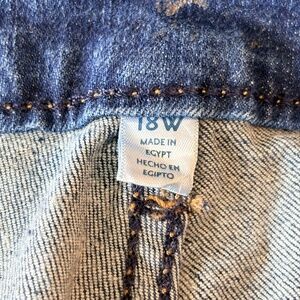 18W
MADE IN
EGYPT
HECHO EN
EGIPTO